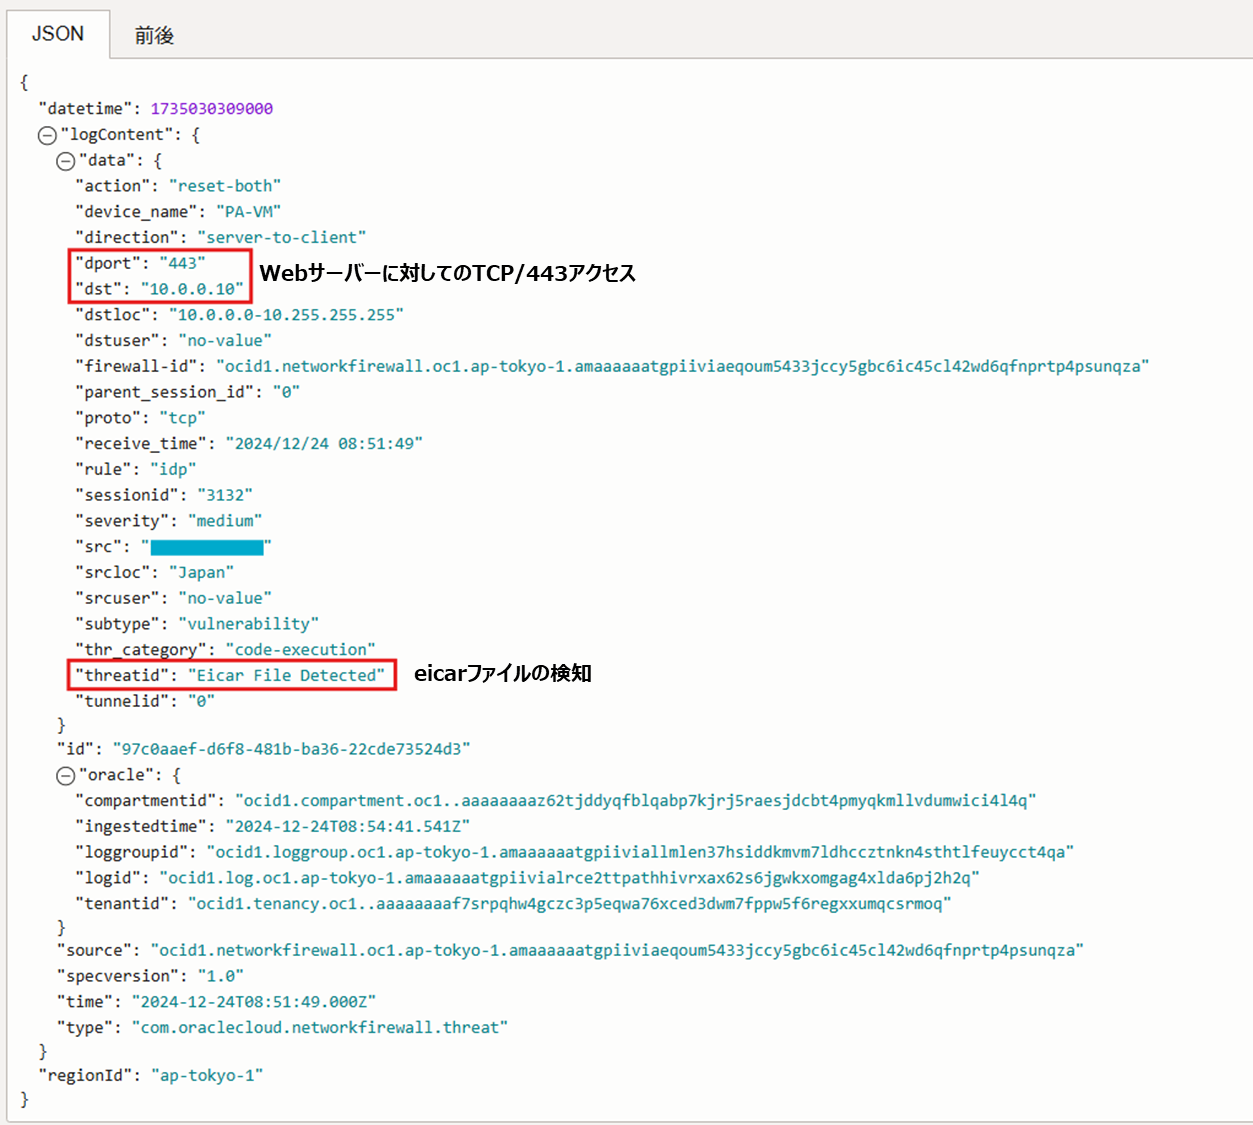 JSON
前後
{
"datetime": 1735030309000
"logContent": {
"data": {
"action": "reset-both"
"device_name": "PA-VM"
"direction": "server-to-client"
"dport": "443"
"dst": "10.0.0.10"
Webサーバーに対してのTCP/443アクセス
"dstloc": "10.0.0.0-10.255.255.255"
"dstuser": "no-value"
"firewall-id": "ocid1.networkfirewall.oc1.ap-tokyo-1.amaaaaaatgpiiviaeqoum5433jccy5gbc6ic45cl42wd6qfnprtp4psunqza"
"parent_session_id": "0"
"proto": "tcp"
"receive_time": "2024/12/24 08:51:49"
"rule": "idp"
"sessionid": "3132"
"severity": "medium"
"src": "          "
"srcloc": "Japan"
"srcuser": "no-value"
"subtype": "vulnerability"
"thr_category": "code-execution"
"threatid": "Eicar File Detected" eicarファイルの検知
"tunnelid": "0"
}
"id": "97c0aaef-d6f8-481b-ba36-22cde73524d3"
"oracle": {
"compartmentid": "ocid1.compartment.oc1..aaaaaaaaz62tjddyqfblqabp7kjrj5raesjdcbt4pmyqkmllvdumwici4l4q"
"ingestedtime": "2024-12-24T08:54:41.541Z"
"loggroupid": "ocid1.loggroup.oc1.ap-tokyo-1.amaaaaaatgpiiviallmlen37hsiddkmvm7ldhccztnkn4sthtlfeuycct4qa"
"logid": "ocid1.log.oc1.ap-tokyo-1.amaaaaaatgpiivialrce2ttpathhivrxax62s6jgwkxomgag4xlda6pj2h2q"
"tenantid": "ocid1.tenancy.oc1..aaaaaaaaf7srpqhw4gczc3p5eqwa76xced3dwm7fppw5f6regxxumqcsrmoq"
}
"source": "ocid1.networkfirewall.oc1.ap-tokyo-1.amaaaaaatgpiiviaeqoum5433jccy5gbc6ic45cl42wd6qfnprtp4psunqza"
"specversion": "1.0"
"time": "2024-12-24T08:51:49.000Z"
"type": "com.oraclecloud.networkfirewall.threat"
}
"regionId": "ap-tokyo-1"
}